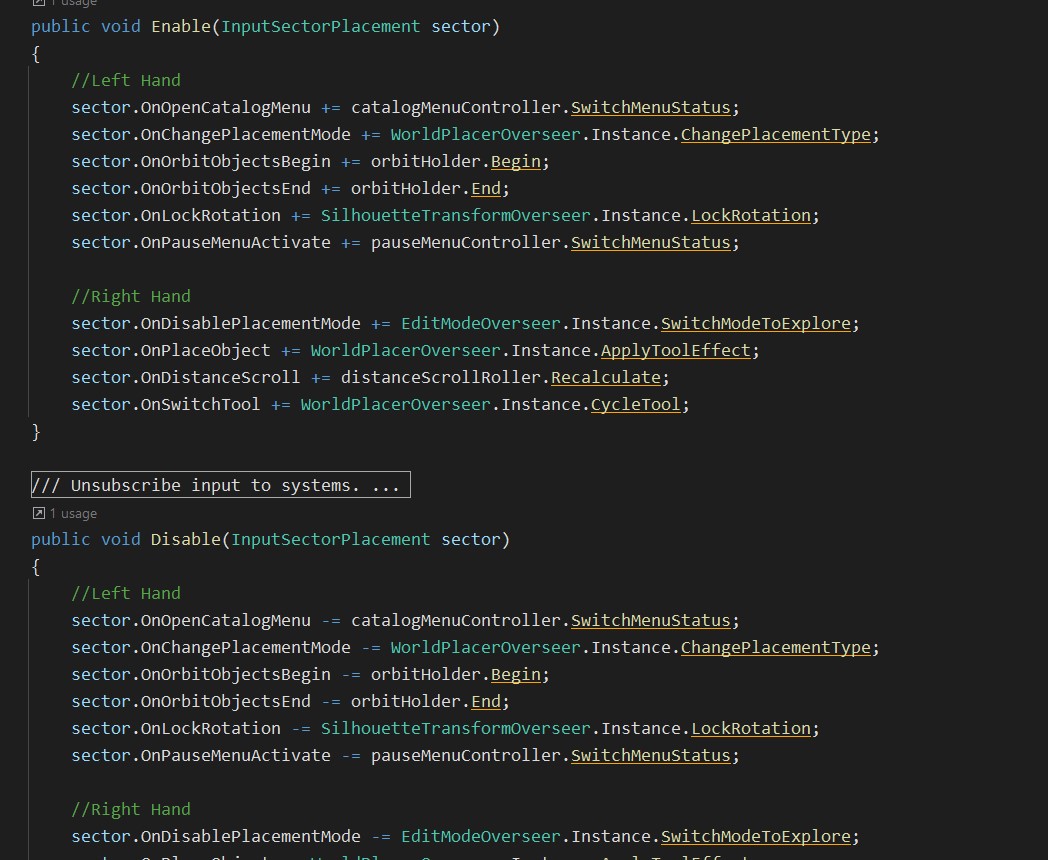 1 usage
public void Enable(InputSectorPlacement sector)
{
//Left Hand
sector.OnOpenCatalogMenu += catalogMenuController.SwitchMenuStatus;
sector.OnChangePlacementMode += WorldPlacerOverseer.Instance.ChangePlacementType;
sector.OnOrbitObjectsBegin += orbitHolder.Begin;
sector.OnOrbitObjectsEnd += orbitHolder.End;
sector.OnLockRotation += SilhouetteTransformOverseer.Instance.LockRotation;
sector.OnPauseMenuActivate += pauseMenuController.SwitchMenuStatus;
//Right Hand
sector.OnDisablePlacementMode += EditModeOverseer.Instance.SwitchModeToExplore;
sector.OnPlaceObject += WorldPlacerOverseer.Instance.ApplyToolEffect;
sector.OnDistanceScroll += distanceScrollRoller.Recalculate;
sector.OnSwitchTool += WorldPlacerOverseer.Instance.CycleTool;
}
/// Unsubscribe input to systems. ...
1 usage
public void Disable(InputSectorPlacement sector)
{
//Left Hand
sector.OnOpenCatalogMenu -= catalogMenuController.SwitchMenuStatus;
sector.OnChangePlacementMode -= WorldPlacerOverseer.Instance.ChangePlacementType;
sector.OnOrbitObjectsBegin -= orbitHolder.Begin;
sector.OnOrbitObjectsEnd -= orbitHolder.End;
sector.OnLockRotation -= SilhouetteTransformOverseer.Instance.LockRotation;
sector.OnPauseMenuActivate -= pauseMenuController.SwitchMenuStatus;
//Right Hand
sector.OnDisablePlacementMode -= EditModeOverseer.Instance.SwitchModeToExplore;